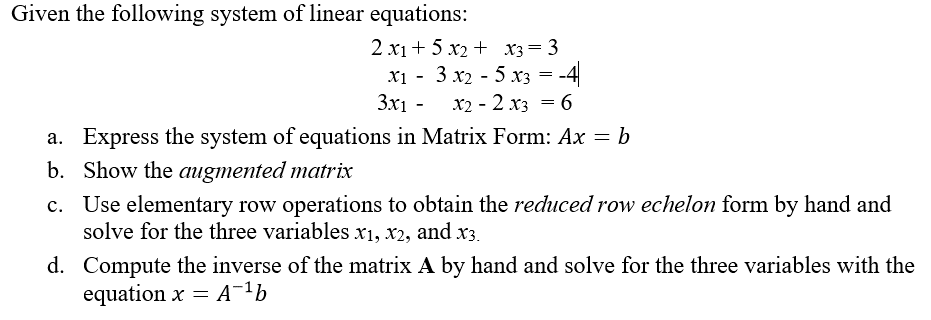 Given the following system of linear equations:
2 x₁ + 5 x₂ + x₃ = 3
x₁ - 3 x₂ - 5 x₃ = -4
3x₁ - x₂ - 2 x₃ = 6
a. Express the system of equations in Matrix Form: Ax = b
b. Show the augmented matrix
c. Use elementary row operations to obtain the reduced row echelon form by hand and
solve for the three variables x₁, x₂, and x₃.
d. Compute the inverse of the matrix A by hand and solve for the three variables with the
equation x = A⁻¹b